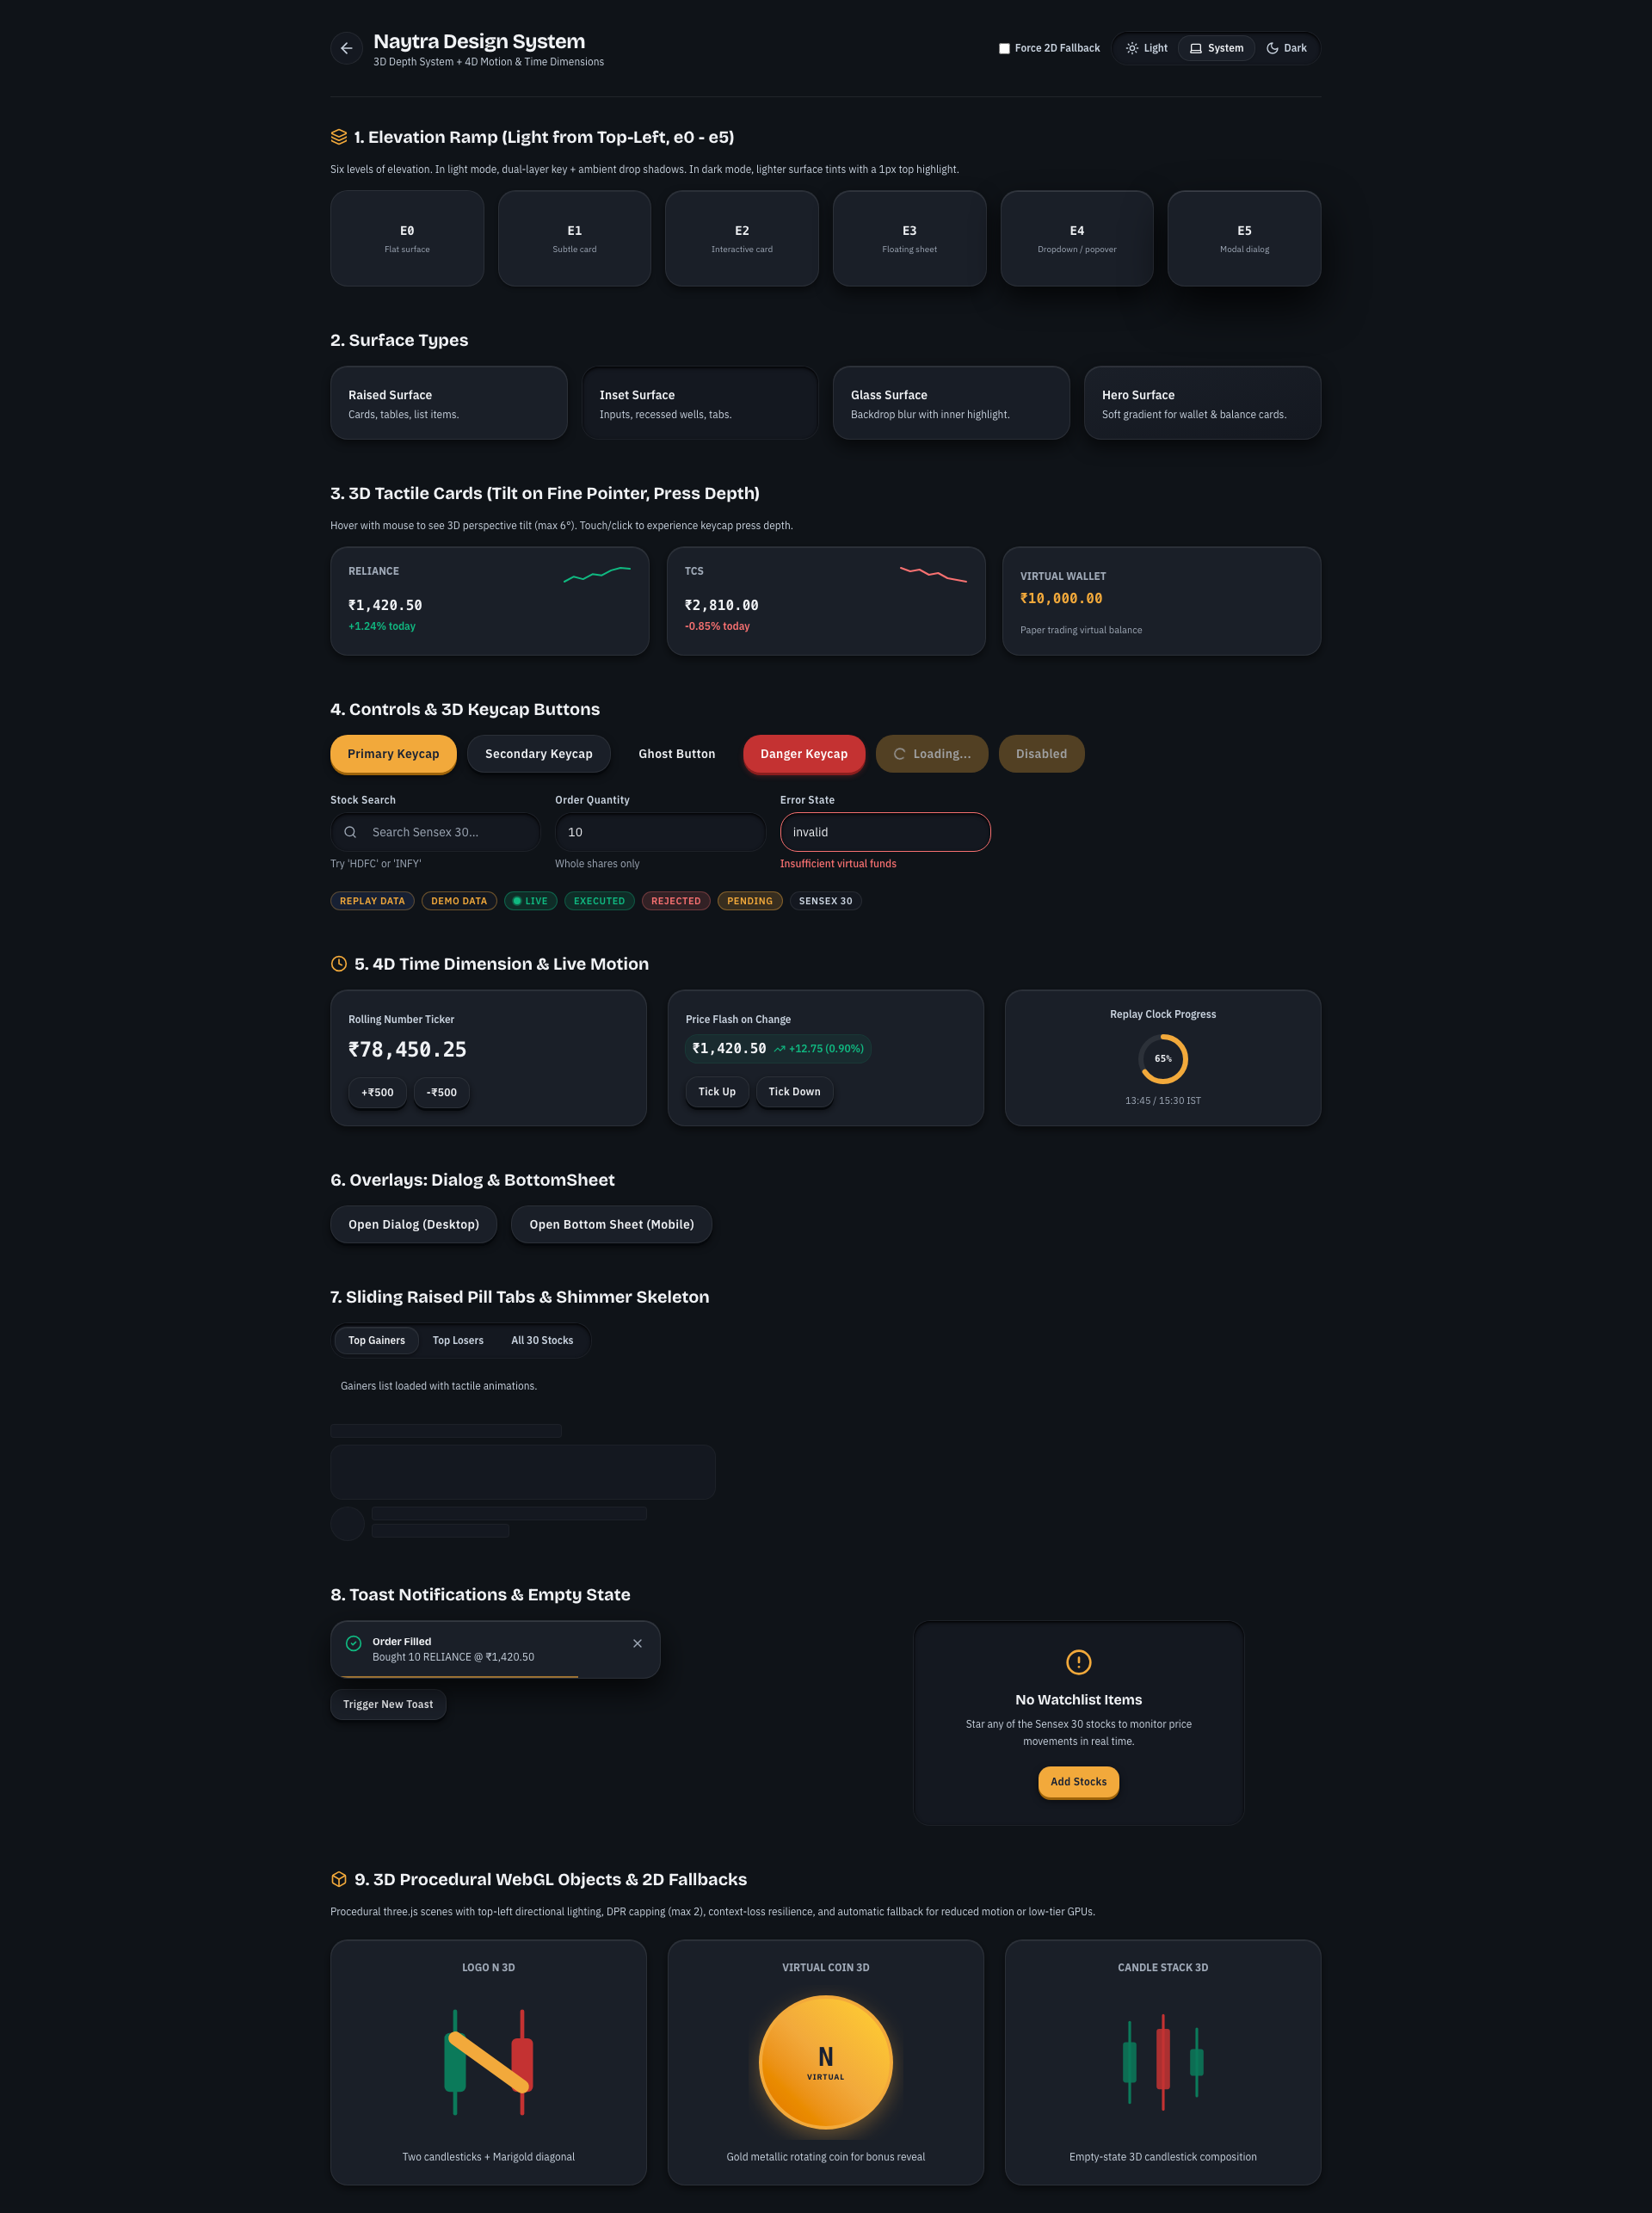 Naytra Design System
3D Depth System + 4D Motion & Time Dimensions
Force 2D Fallback
Light
System
Dark
1. Elevation Ramp (Light from Top-Left, e0 - e5)
Six levels of elevation. In light mode, dual-layer key + ambient drop shadows. In dark mode, lighter surface tints with a 1px top highlight.
E0
Flat surface
E1
Subtle card
E2
Interactive card
E3
Floating sheet
E4
Dropdown / popover
E5
Modal dialog
2. Surface Types
Raised Surface
Cards, tables, list items.
Inset Surface
Inputs, recessed wells, tabs.
Glass Surface
Backdrop blur with inner highlight.
Hero Surface
Soft gradient for wallet & balance cards.
3. 3D Tactile Cards (Tilt on Fine Pointer, Press Depth)
Hover with mouse to see 3D perspective tilt (max 6°). Touch/click to experience keycap press depth.
RELIANCE
₹1,420.50
+1.24% today
TCS
₹2,810.00
-0.85% today
VIRTUAL WALLET
₹10,000.00
Paper trading virtual balance
4. Controls & 3D Keycap Buttons
Primary Keycap
Secondary Keycap
Ghost Button
Danger Keycap
Loading...
Disabled
Stock Search
Search Sensex 30...
Try 'HDFC' or 'INFY'
Order Quantity
10
Whole shares only
Error State
invalid
Insufficient virtual funds
REPLAY DATA
DEMO DATA
LIVE
EXECUTED
REJECTED
PENDING
SENSEX 30
5. 4D Time Dimension & Live Motion
Rolling Number Ticker
₹78,450.25
+₹500
-₹500
Price Flash on Change
₹1,420.50 +12.75 (0.90%)
Tick Up
Tick Down
Replay Clock Progress
65%
13:45 / 15:30 IST
6. Overlays: Dialog & BottomSheet
Open Dialog (Desktop)
Open Bottom Sheet (Mobile)
7. Sliding Raised Pill Tabs & Shimmer Skeleton
Top Gainers
Top Losers
All 30 Stocks
Gainers list loaded with tactile animations.
8. Toast Notifications & Empty State
Order Filled
Bought 10 RELIANCE @ ₹1,420.50
Trigger New Toast
No Watchlist Items
Star any of the Sensex 30 stocks to monitor price
movements in real time.
Add Stocks
9. 3D Procedural WebGL Objects & 2D Fallbacks
Procedural three.js scenes with top-left directional lighting, DPR capping (max 2), context-loss resilience, and automatic fallback for reduced motion or low-tier GPUs.
LOGO N 3D
Two candlesticks + Marigold diagonal
VIRTUAL COIN 3D
N
VIRTUAL
Gold metallic rotating coin for bonus reveal
CANDLE STACK 3D
Empty-state 3D candlestick composition